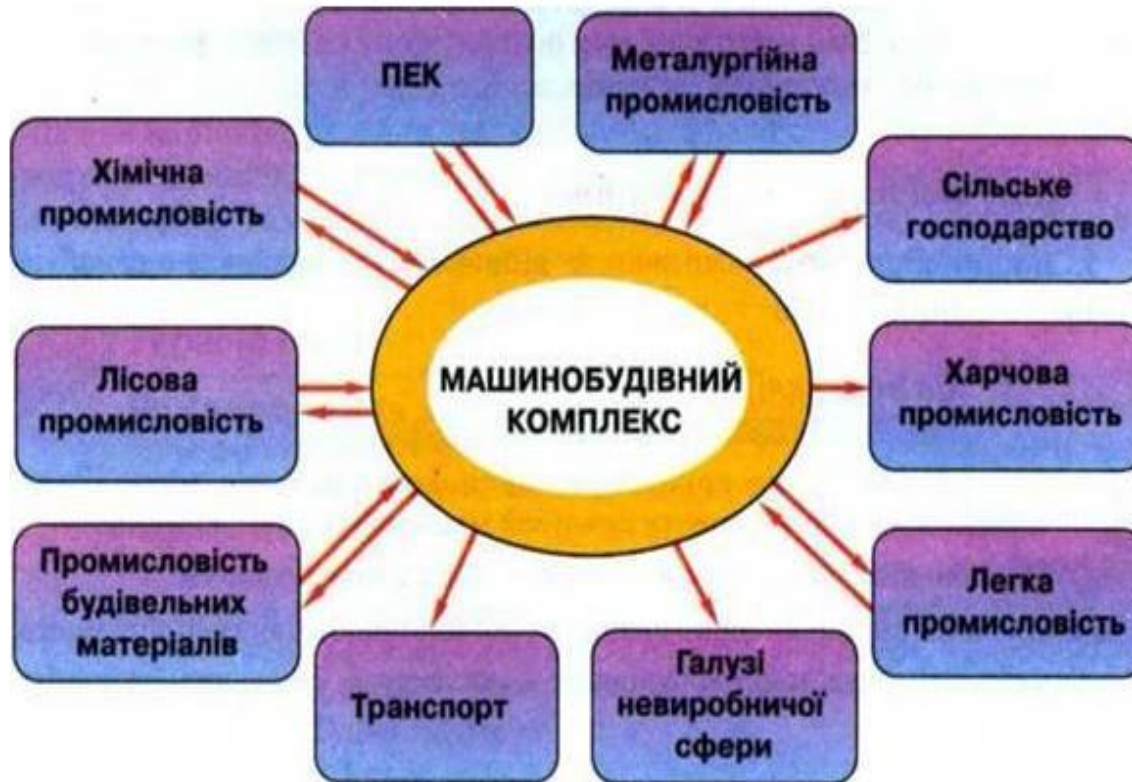 ПЕК
Металургійна
промисловість
Хімічна
промисловість
Сільське
господарство
Лісова
промисловість
МАШИНОБУДІВНИЙ
КОМПЛЕКС
Харчова
промисловість
Промисловість
будівельних
матеріалів
Легка
промисловість
Транспорт
Галузі
невиробничої
сфери